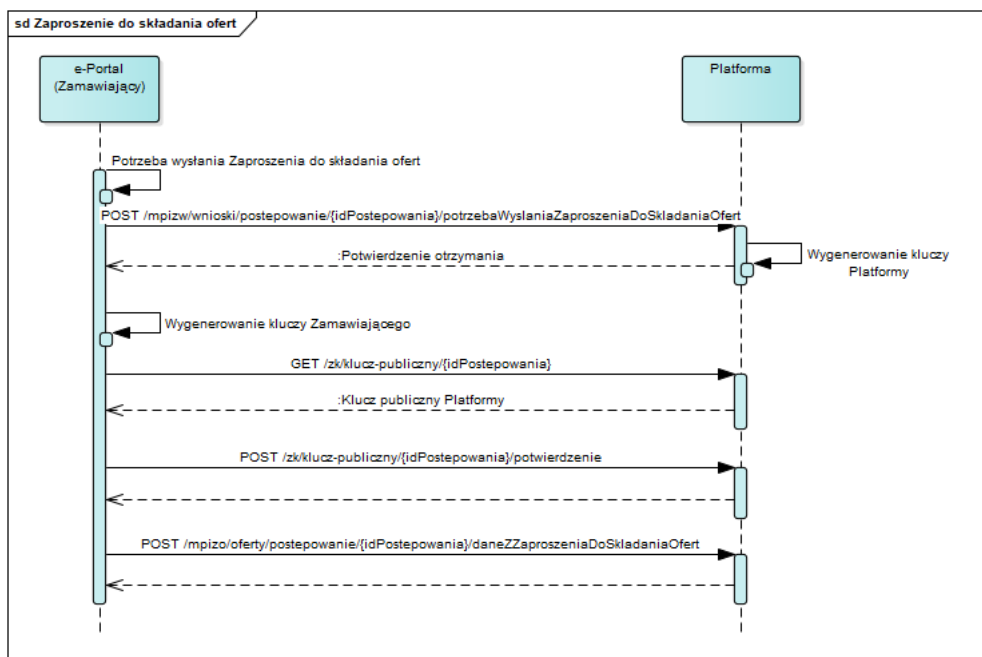 sd Zaproszenie do składania ofert
e-Portal
(Zamawiający)
Platforma
Potrzeba wysłania Zaproszenia do składania ofert
POST /mpizw/wnioski/postepowanie/{idPostepowania}/potrzebaWyslaniaZaproszeniaDoSkladaniaOfert
:Potwierdzenie otrzymania
Wygenerowanie kluczy
Platformy
Wygenerowanie kluczy Zamawiającego
GET /zk/klucz-publiczny/{idPostepowania}
:Klucz publiczny Platformy
POST /zk/klucz-publiczny/{idPostepowania}/potwierdzenie
POST /mpizo/oferty/postepowanie/{idPostepowania}/daneZZaproszeniaDoSkladaniaOfert